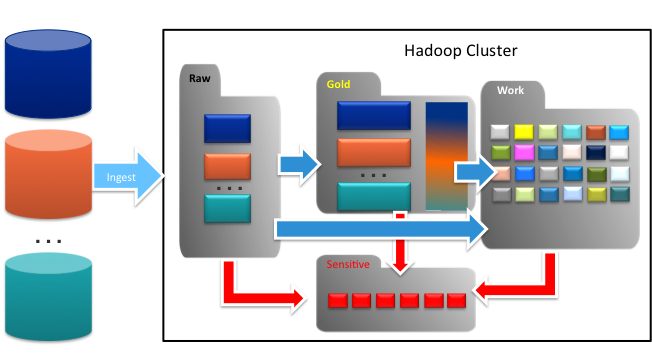 Hadoop Cluster
Raw
Gold
Work
Ingest
. . .
. . .
. . .
Sensitive